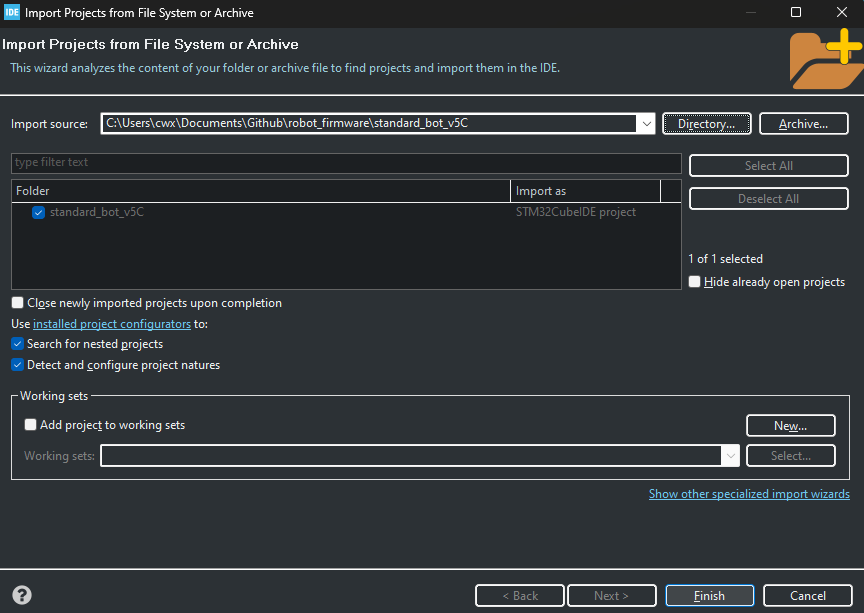 IDE Import Projects from File System or Archive
Import Projects from File System or Archive
This wizard analyzes the content of your folder or archive file to find projects and import them in the IDE.
Import source: C:\Users\cwx\Documents\Github\robot_firmware\standard_bot_v5C Directory... Archive...
type filter text Select All
Folder Import as
Deselect All
standard_bot_v5C STM32CubeIDE project
1 of 1 selected
Hide already open projects
Close newly imported projects upon completion
Use installed project configurators to:
Search for nested projects
Detect and configure project natures
Working sets
Add project to working sets New...
Working sets: Select...
Show other specialized import wizards
? < Back Next > Finish Cancel